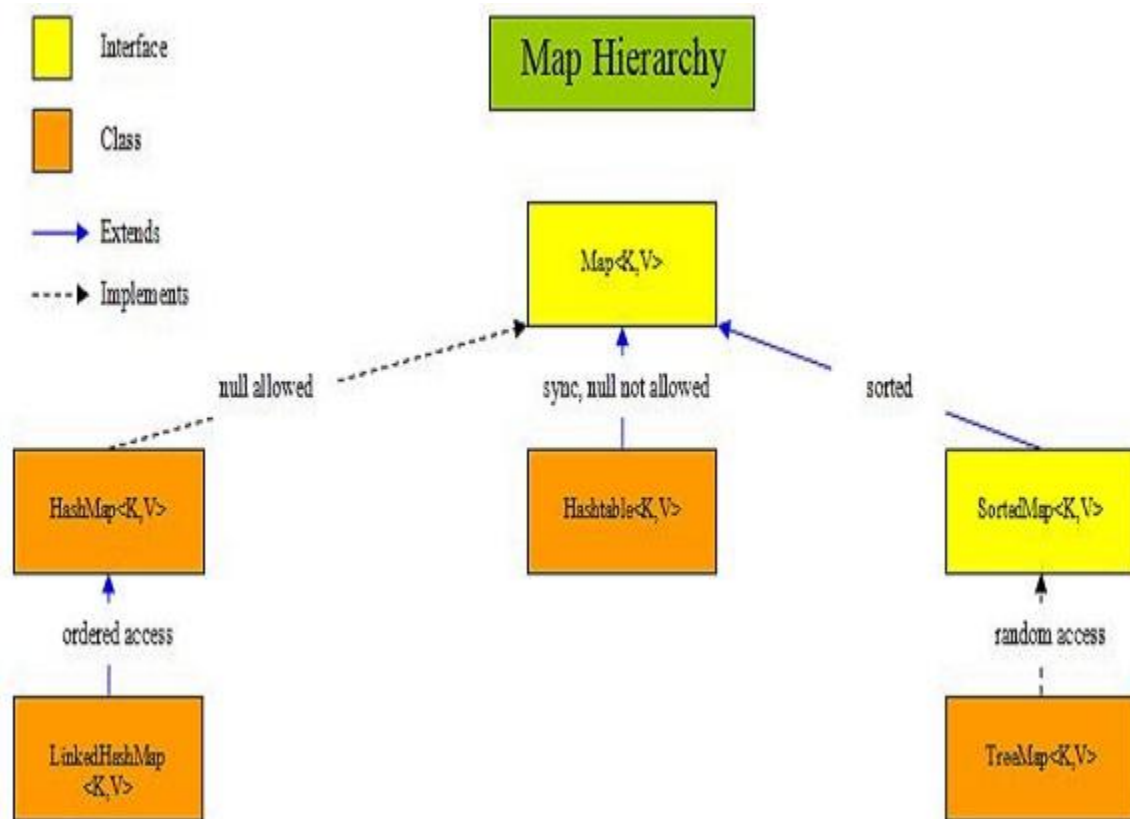 Interface
Map Hierarchy
Class
Extends
Implements
Map<K,V>
null allowed
sync, null not allowed
sorted
HashMap<K,V>
Hashtable<K,V>
SortedMap<K,V>
ordered access
random access
LinkedHashMap
<K,V>
TreeMap<K,V>